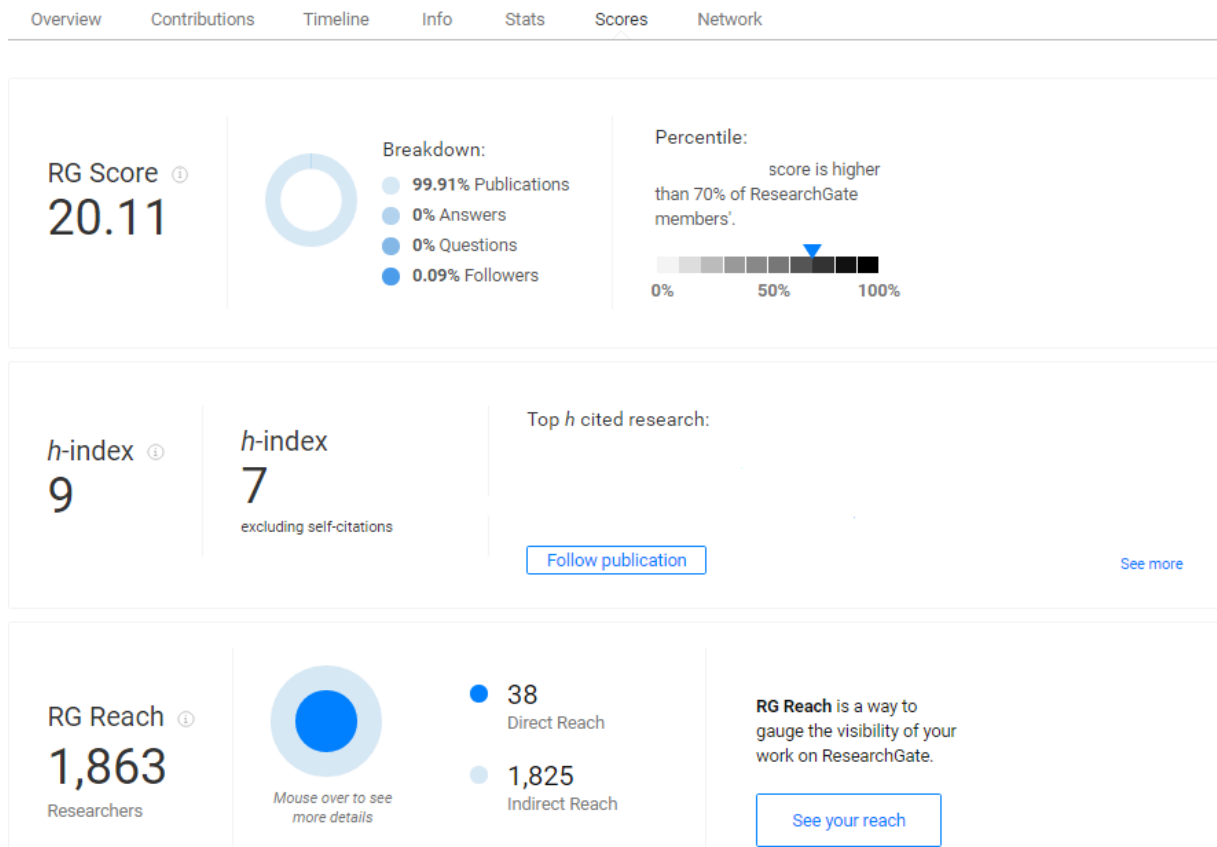 Overview Contributions Timeline Info Stats Scores Network
RG Score
20.11
Breakdown:
99.91% Publications
0% Answers
0% Questions
0.09% Followers
Percentile:
score is higher
than 70% of ResearchGate
members'.
0% 50% 100%
h-index
9
h-index
7
excluding self-citations
Top h cited research:
Follow publication
See more
RG Reach
1,863
Researchers
Mouse over to see
more details
38
Direct Reach
1,825
Indirect Reach
RG Reach is a way to
gauge the visibility of your
work on ResearchGate.
See your reach